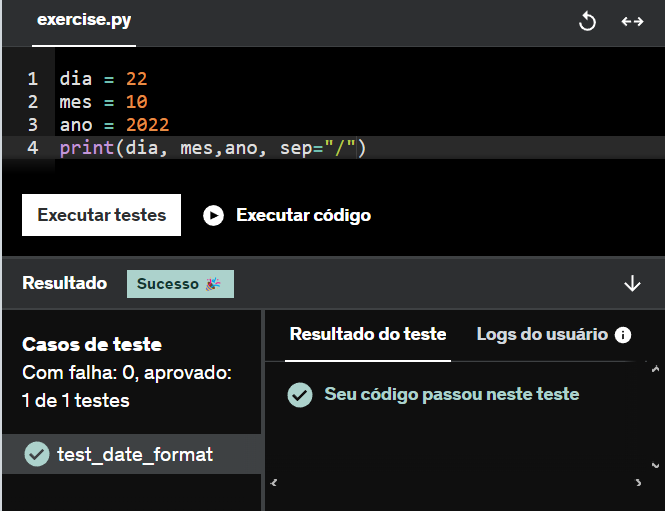 exercise.py
1 dia = 22
2 mes = 10
3 ano = 2022
4 print(dia, mes,ano, sep="/")
Executar testes Executar código
Resultado Sucesso 🎉
Casos de teste
Com falha: 0, aprovado:
1 de 1 testes
test_date_format
Resultado do teste Logs do usuário
Seu código passou neste teste